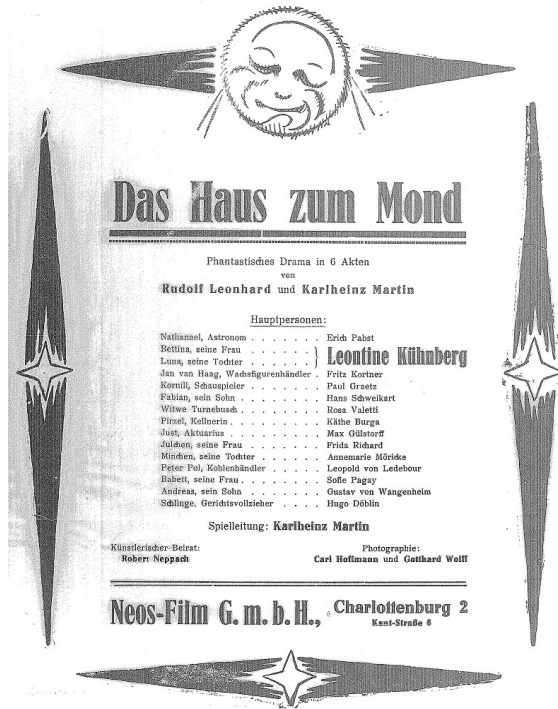 Das Haus zum Mond
Phantastisches Drama in 6 Akten
von
Rudolf Leonhard und Karlheinz Martin
Hauptpersonen:
Nathanael, Astronom . . . . . . . Erich Pabst
Bettina, seine Frau . . . . . . . } Leontine Kühnberg
Luna, seine Tochter . . . . . .
Jan van Haag, Wachsfigurenhändler . Fritz Kortner
Kornill, Schauspieler . . . . . . Paul Graetz
Fabian, sein Sohn . . . . . . . Hans Schweikart
Witwe Turnebusch . . . . . . . Rosa Valetti
Pirzel, Kellnerin . . . . . . . . Käthe Burga
Just, Aktuarius . . . . . . . . Max Gülstorff
Julchen, seine Frau . . . . . . . Frida Richard
Minchen, seine Tochter . . . . . Annemarie Möricke
Peter Pol, Kohlenhändler . . . . . Leopold von Ledebour
Babett, seine Frau . . . . . . . Sofie Pagay
Andreas, sein Sohn . . . . . . . Gustav von Wangenheim
Schlinge, Gerichtsvollzieher . . . . Hugo Döblin
Spielleitung: Karlheinz Martin
Künstlerischer Beirat: Photographie:
Robert Neppach Carl Hoffmann und Gotthard Wolff
Neos-Film G. m. b. H., Charlottenburg 2
Kant-Straße 6